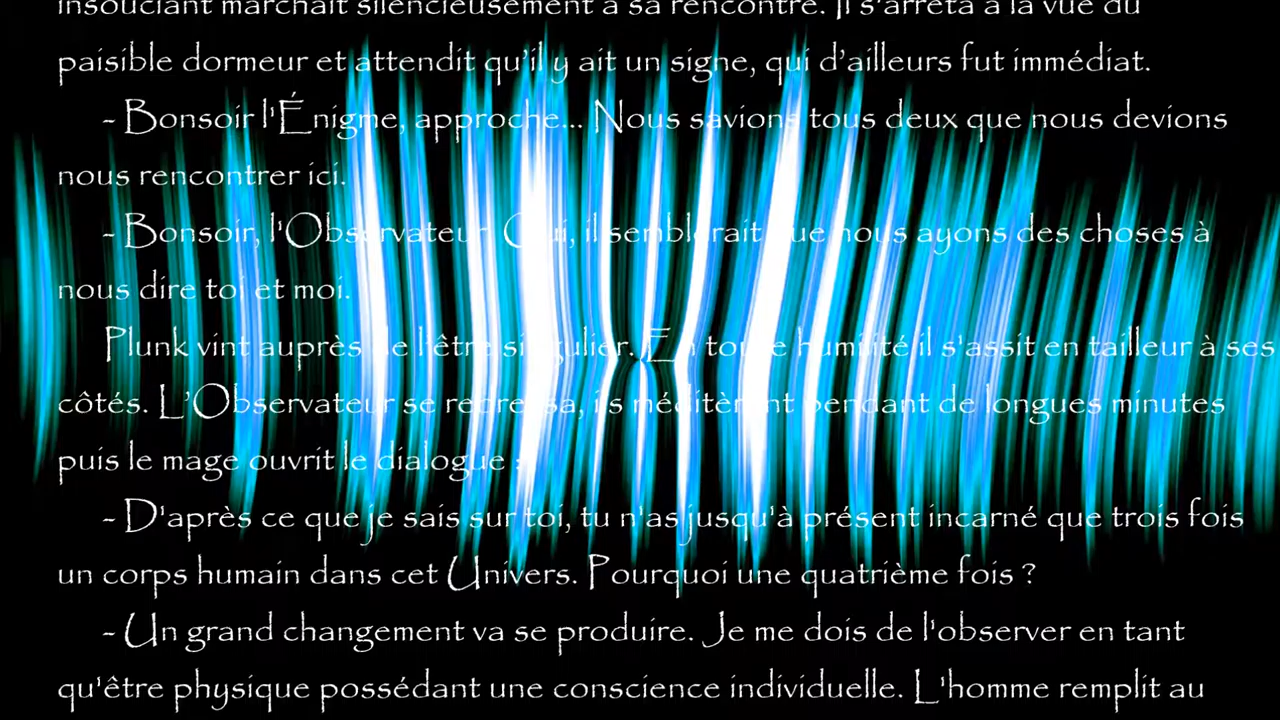 insouciant marchait silencieusement à sa rencontre. Il s'arrêta à la vue du
paisible dormeur et attendit qu'il y ait un signe, qui d'ailleurs fut immédiat.
- Bonsoir l'Énigme, approche... Nous savions tous deux que nous devions
nous rencontrer ici.
- Bonsoir, l'Observateur. Oui, il semblerait que nous ayons des choses à
nous dire toi et moi.
Plunk vint auprès de l'être singulier. En toute humilité il s'assit en tailleur à ses
côtés. L'Observateur se redressa, ils méditèrent pendant de longues minutes
puis le mage ouvrit le dialogue :
- D'après ce que je sais sur toi, tu n'as jusqu'à présent incarné que trois fois
un corps humain dans cet Univers. Pourquoi une quatrième fois ?
- Un grand changement va se produire. Je me dois de l'observer en tant
qu'être physique possédant une conscience individuelle. L'homme remplit au